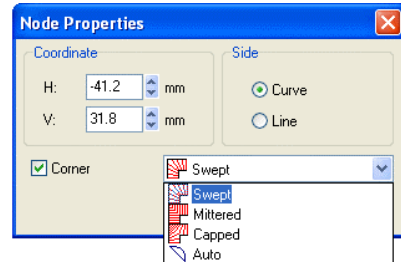 Node Properties
Coordinate
Side
H: -41.2 mm
Curve
V: 31.8 mm
Line
Corner
Swept
Swept
Mittered
Capped
Auto